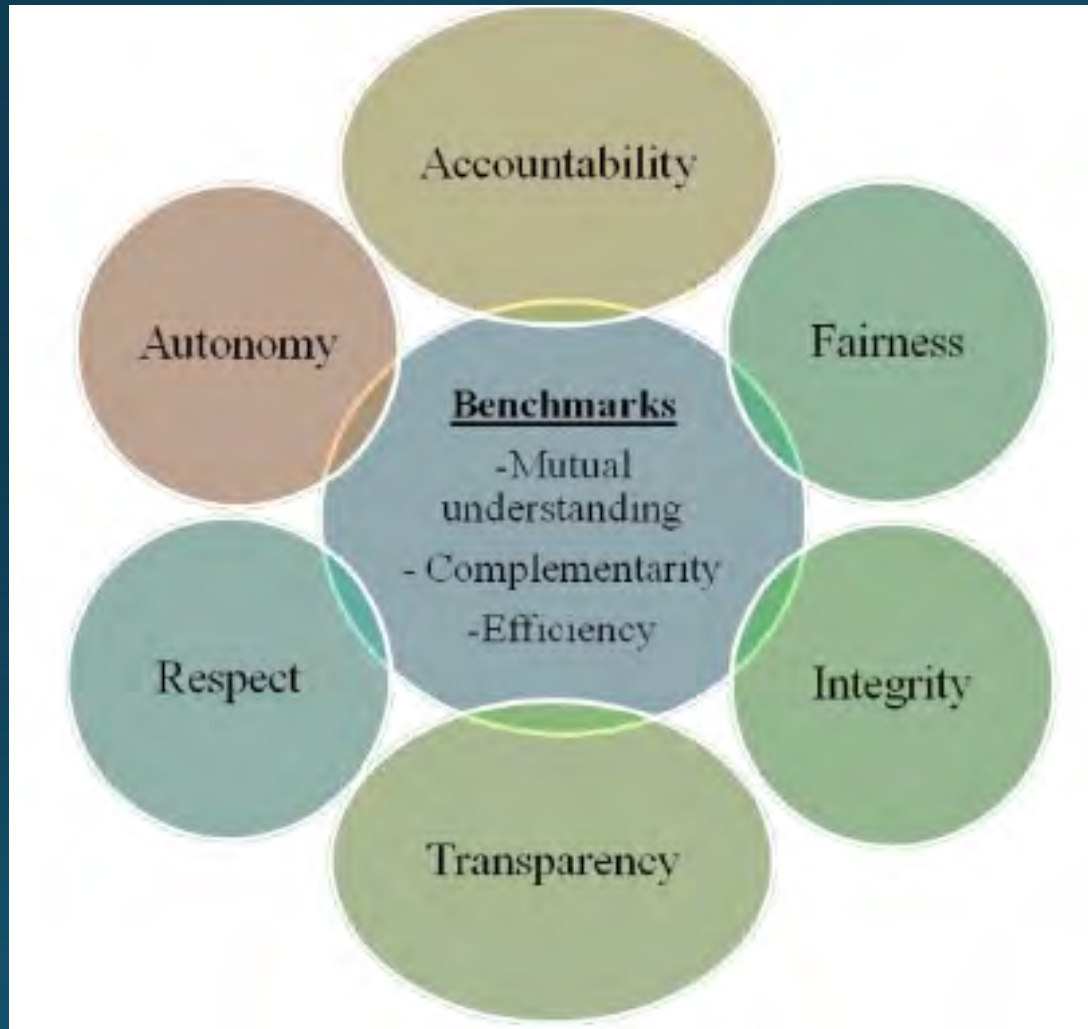 Accountability
Autonomy
Fairness
Benchmarks
-Mutual
understanding
- Complementarity
-Efficiency
Respect
Integrity
Transparency